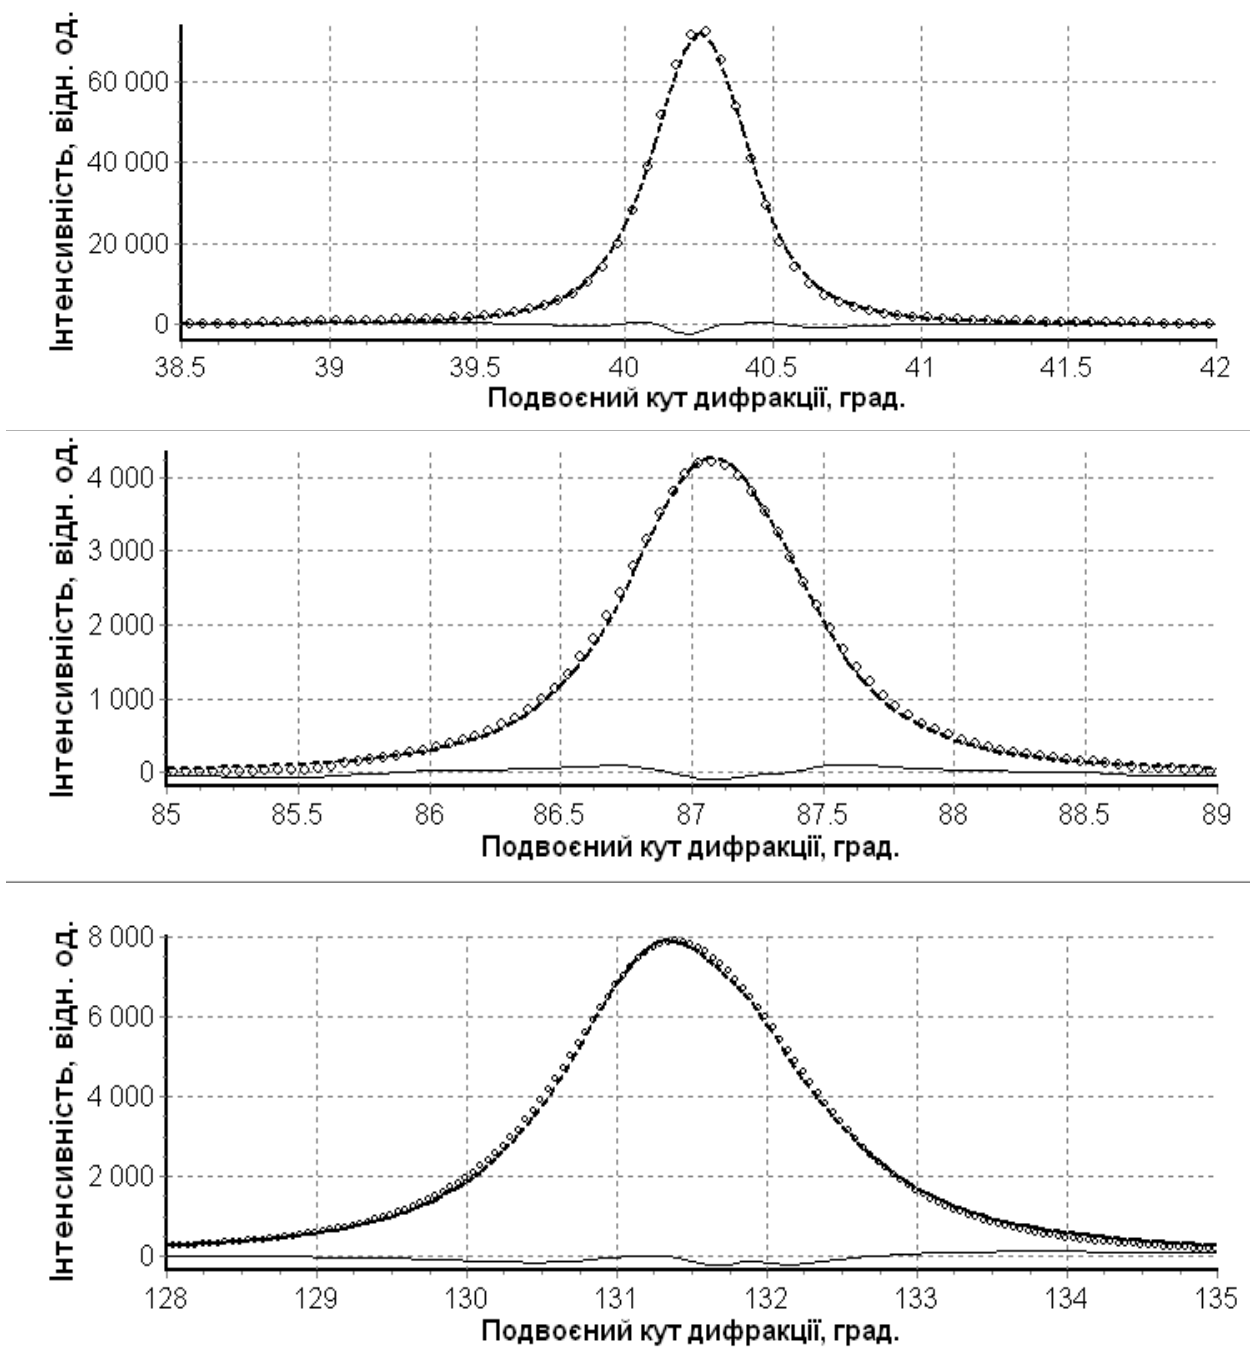 Інтенсивність, відн. од.
60 000
40 000
20 000
0
38.5 39 39.5 40 40.5 41 41.5 42
Подвоєний кут дифракції, град.
Інтенсивність, відн. од.
4 000
3 000
2 000
1 000
0
85 85.5 86 86.5 87 87.5 88 88.5 89
Подвоєний кут дифракції, град.
Інтенсивність, відн. од.
8 000
6 000
4 000
2 000
0
128 129 130 131 132 133 134 135
Подвоєний кут дифракції, град.